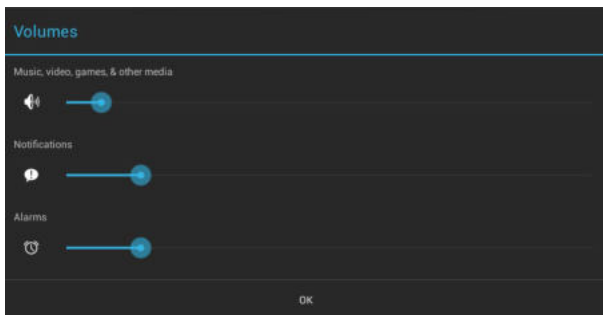 Volumes
Music, video, games, & other media
Notifications
Alarms
OK